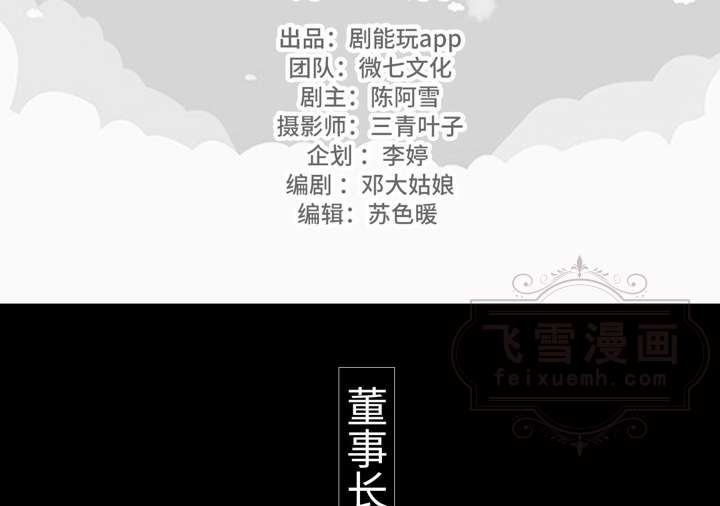 出品：剧能玩app
团队：微七文化
剧主：陈阿雪
摄影师：三青叶子
企划：李婷
编剧：邓大姑娘
编辑：苏色暖
飞雪漫画
feixuemh.com
董事长